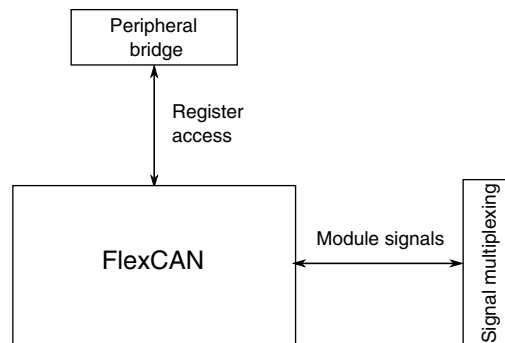 Peripheral
bridge
Register
access
FlexCAN
Module signals
Signal multiplexing